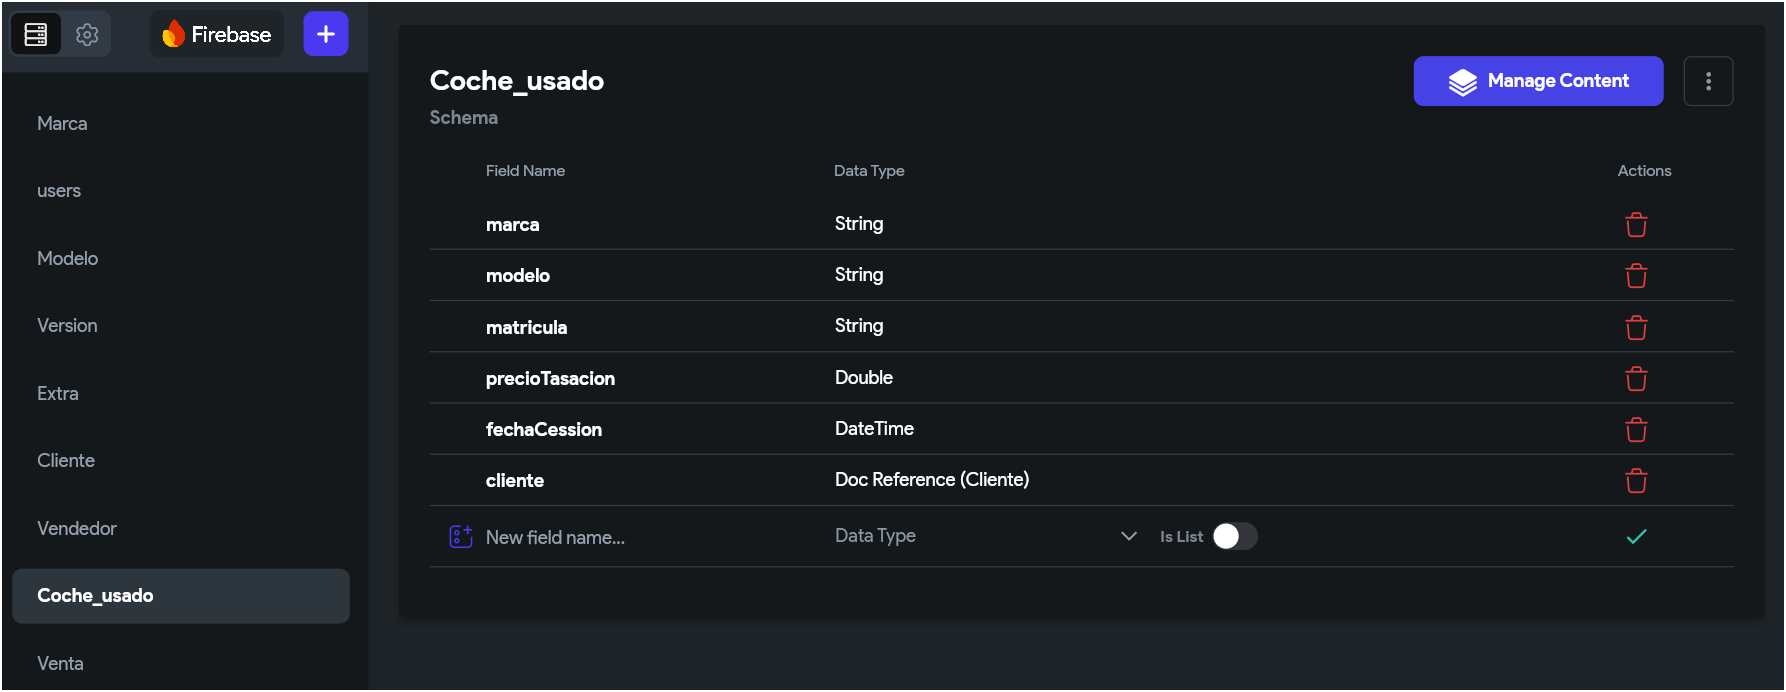 Firebase
Marca
users
Modelo
Version
Extra
Cliente
Vendedor
Coche_usado
Venta
Coche_usado
Schema
Manage Content
Field Name Data Type Actions
marca String
modelo String
matricula String
precioTasacion Double
fechaCession DateTime
cliente Doc Reference (Cliente)
New field name... Data Type Is List